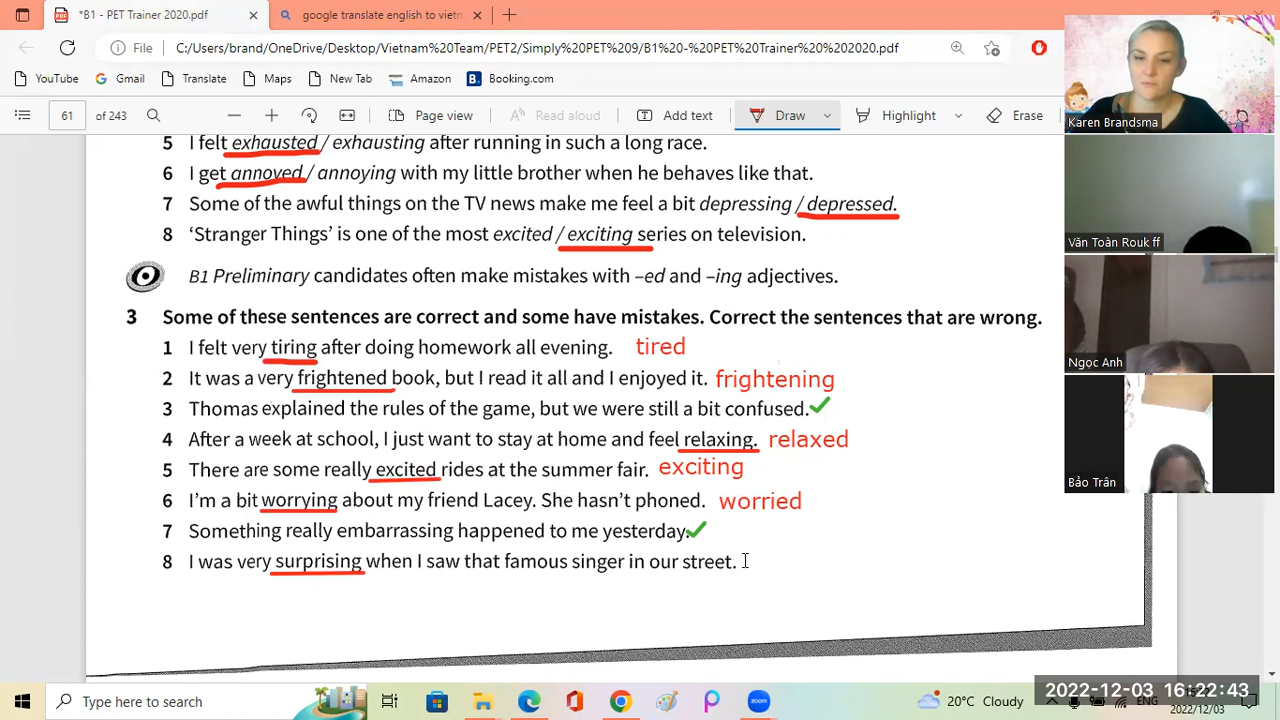 *B1 - PET Trainer 2020.pdf
google translate english to vietn
File
C:/Users/brand/OneDrive/Desktop/Vietnam%20Team/PET2/Simply%20PET%209/B1%20-%20PET%20Trainer%20%202020.pdf
YouTube Gmail Translate Maps New Tab Amazon Booking.com
61 of 243 Page view Read aloud Add text Draw Highlight Erase
5 I felt exhausted / exhausting after running in such a long race.
6 I get annoyed / annoying with my little brother when he behaves like that.
7 Some of the awful things on the TV news make me feel a bit depressing / depressed.
8 ‘Stranger Things’ is one of the most excited / exciting series on television.
B1 Preliminary candidates often make mistakes with –ed and –ing adjectives.
3 Some of these sentences are correct and some have mistakes. Correct the sentences that are wrong.
1 I felt very tiring after doing homework all evening. tired
2 It was a very frightened book, but I read it all and I enjoyed it. frightening
3 Thomas explained the rules of the game, but we were still a bit confused.
4 After a week at school, I just want to stay at home and feel relaxing. relaxed
5 There are some really excited rides at the summer fair. exciting
6 I’m a bit worrying about my friend Lacey. She hasn’t phoned. worried
7 Something really embarrassing happened to me yesterday.
8 I was very surprising when I saw that famous singer in our street.
Karen Brandsma
Văn Toàn Rouk ff
Ngọc Anh
Bảo Trân
Type here to search
zoom
20°C Cloudy
ENG
2022-12-03 16:22:43